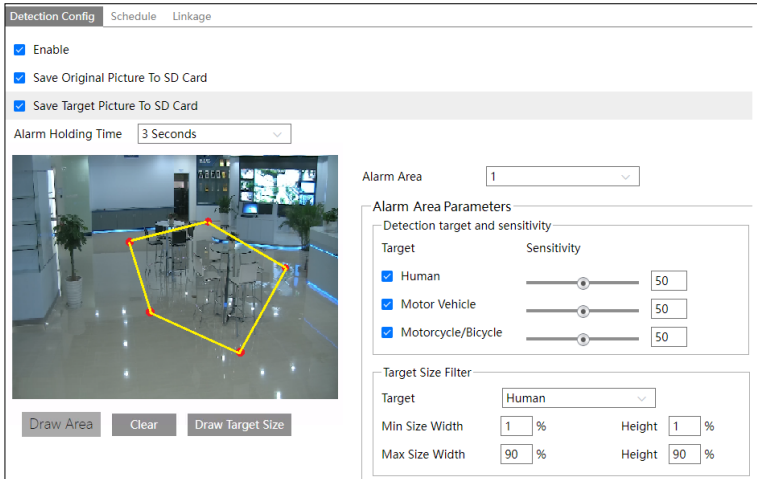 Detection Config Schedule Linkage
Enable
Save Original Picture To SD Card
Save Target Picture To SD Card
Alarm Holding Time 3 Seconds
Alarm Area 1
Alarm Area Parameters
Detection target and sensitivity
Target Sensitivity
Human 50
Motor Vehicle 50
Motorcycle/Bicycle 50
Target Size Filter
Target Human
Min Size Width 1 % Height 1 %
Max Size Width 90 % Height 90 %
Draw Area Clear Draw Target Size